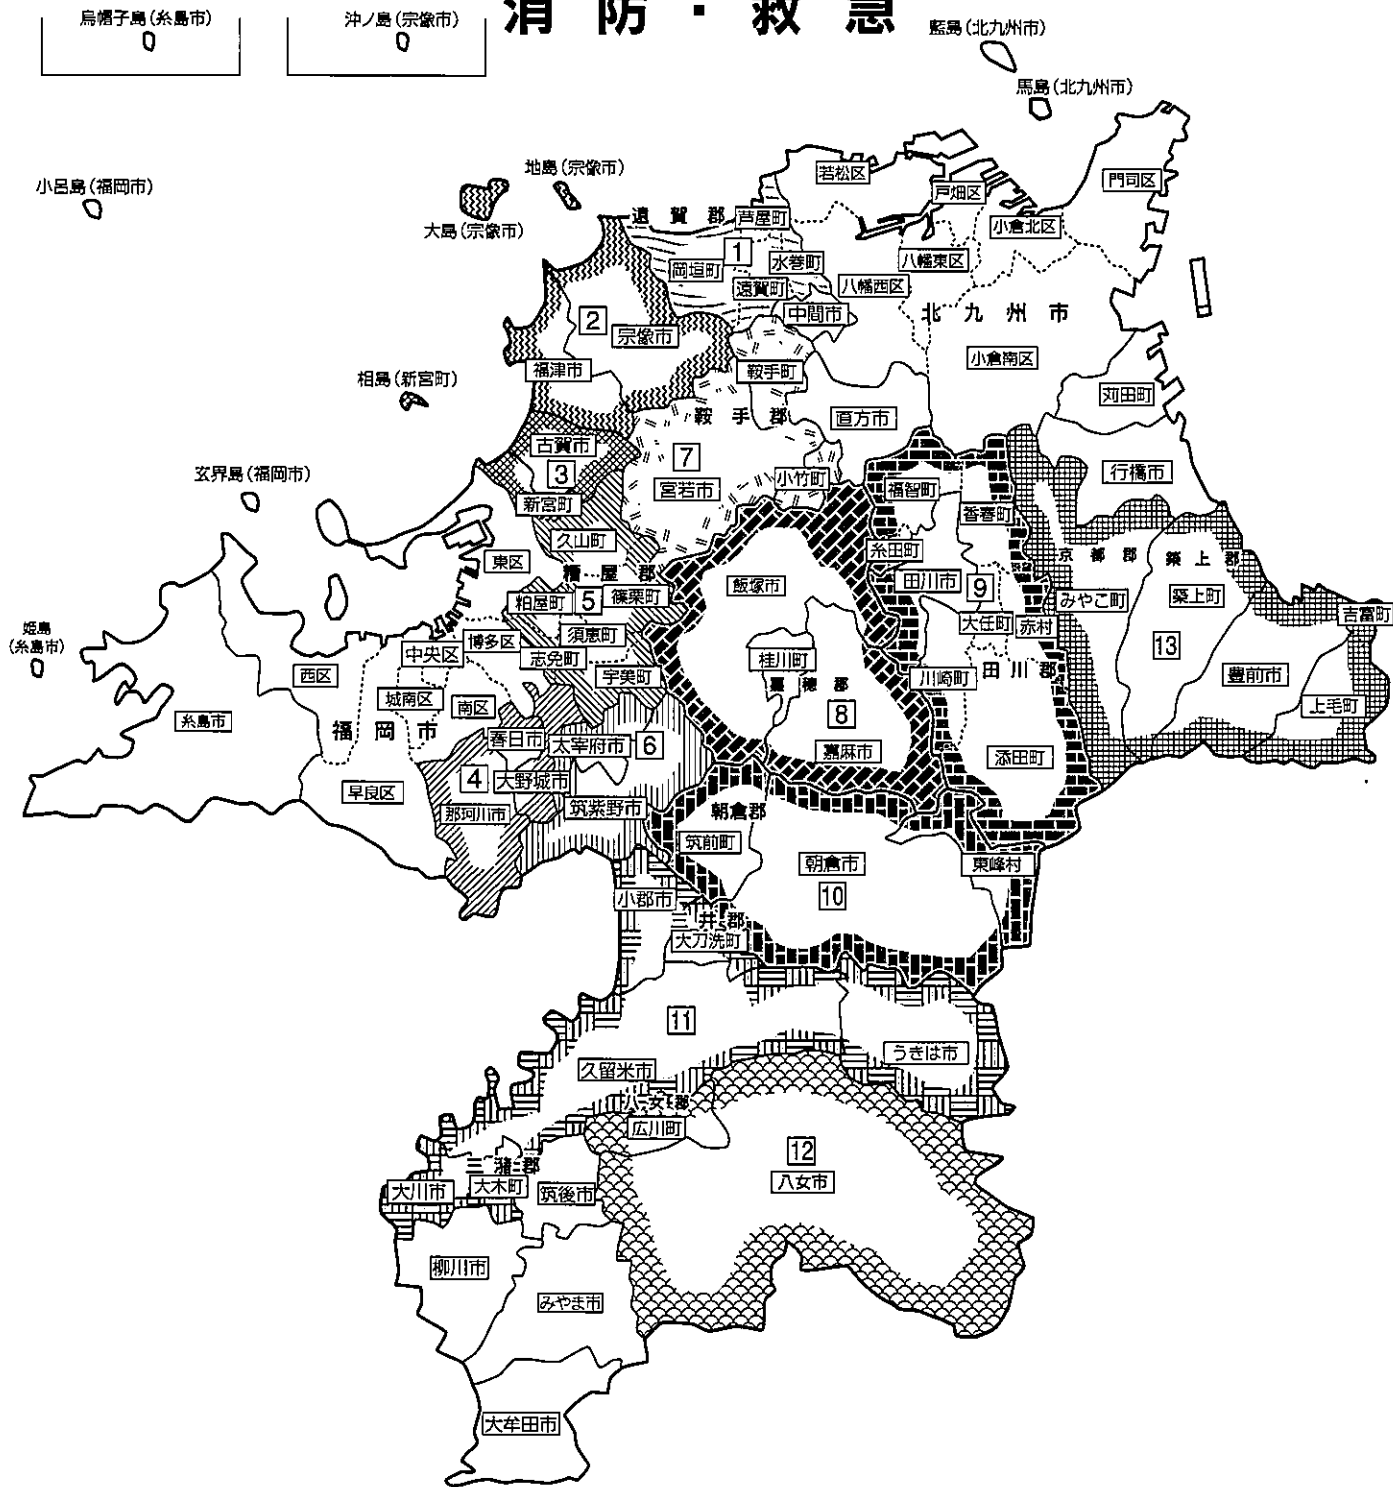 消防・救急
烏帽子島(糸島市)
沖ノ島(宗像市)
藍島(北九州市)
馬島(北九州市)
小呂島(福岡市)
地島(宗像市)
大島(宗像市)
若松区
戸畑区
門司区
遠賀郡
芦屋町
小倉北区
1
岡垣町
水巻町
八幡東区
遠賀町
八幡西区
中間市
北九州市
2
宗像市
小倉南区
福津市
鞍手町
相島(新宮町)
苅田町
鞍手郡
直方市
古賀市
3
7
行橋市
玄界島(福岡市)
宮若市
小竹町
福智町
新宮町
香春町
久山町
糸田町
京都郡
築上郡
東区
糟屋郡
飯塚市
田川市
9
みやこ町
築上町
粕屋町
5
篠栗町
吉富町
姫島
(糸島市)
博多区
須恵町
大任町
赤村
中央区
志免町
桂川町
13
西区
宇美町
川崎町
田川郡
豊前市
嘉穂郡
城南区
南区
上毛町
糸島市
福岡市
春日市
太宰府市
6
8
嘉麻市
添田町
4
大野城市
早良区
那珂川市
筑紫野市
朝倉郡
筑前町
朝倉市
東峰村
小郡市
10
三井郡
大刀洗町
11
久留米市
うきは市
八女郡
広川町
12
三潴郡
八女市
大川市
大木町
筑後市
柳川市
みやま市
大牟田市